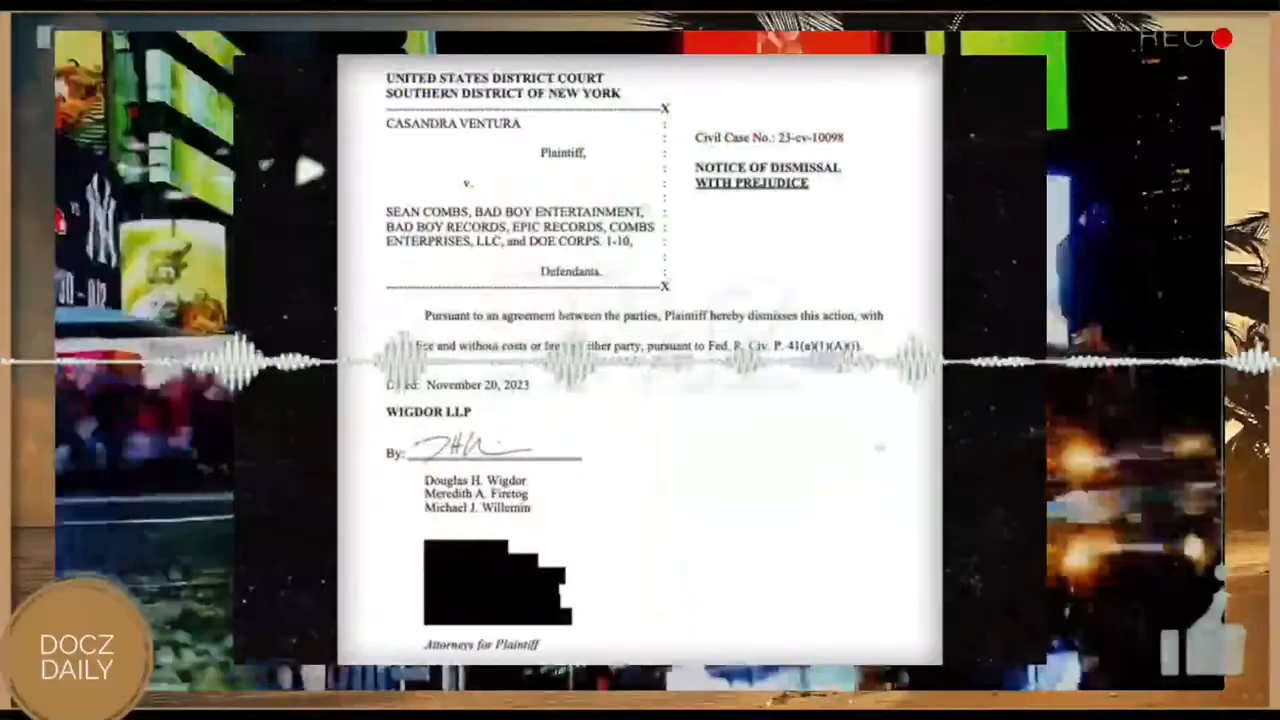 REC
UNITED STATES DISTRICT COURT
SOUTHERN DISTRICT OF NEW YORK
X
CASANDRA VENTURA
Plaintiff,
v.
SEAN COMBS, BAD BOY ENTERTAINMENT,
BAD BOY RECORDS, EPIC RECORDS, COMBS
ENTERPRISES, LLC, and DOE CORPS. 1-10,
Defendants.
X
Civil Case No.: 23-cv-10098
NOTICE OF DISMISSAL
WITH PREJUDICE
Pursuant to an agreement between the parties, Plaintiff hereby dismisses this action, with
and without costs or party, pursuant to Fed. R. Civ. P. 41(a)(1)(A)(i).
November 20, 2023
WIGDOR LLP
By:
Douglas H. Wigdor
Meredith A. Firetog
Michael J. Willemin
Attorneys for Plaintiff
DOCZ
DAILY